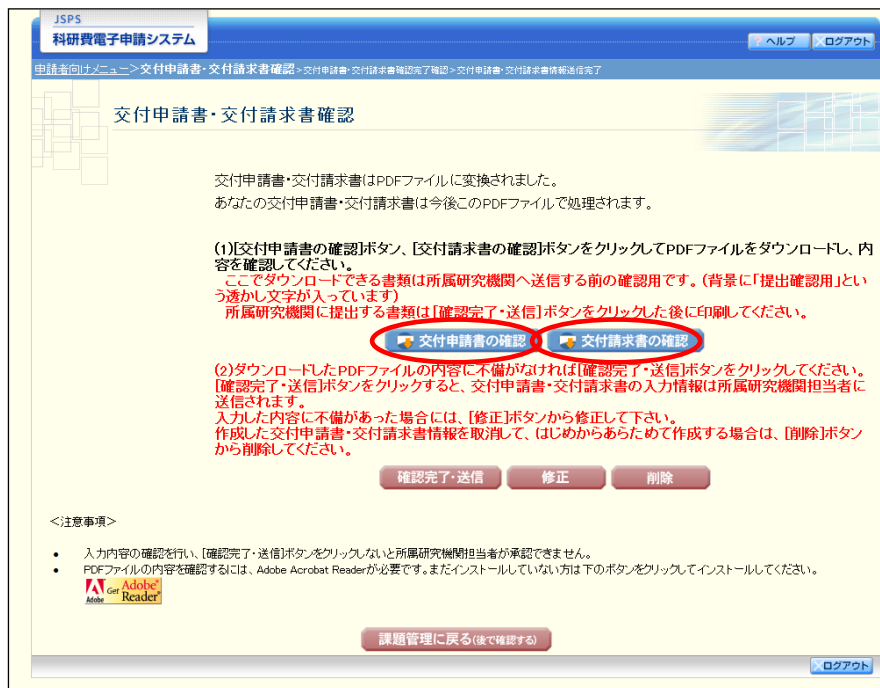 JSPS
科研費電子申請システム
ヘルプ
ログアウト
申請者向けメニュー>交付申請書・交付請求書確認>交付申請書・交付請求書確認完了確認>交付申請書・交付請求書情報送信完了
交付申請書・交付請求書確認
交付申請書・交付請求書はPDFファイルに変換されました。
あなたの交付申請書・交付請求書は今後このPDFファイルで処理されます。
(1)[交付申請書の確認]ボタン、[交付請求書の確認]ボタンをクリックしてPDFファイルをダウンロードし、内
容を確認してください。
ここでダウンロードできる書類は所属研究機関へ送信する前の確認用です。(背景に「提出確認用」とい
う透かし文字が入っています)
所属研究機関に提出する書類は[確認完了・送信]ボタンをクリックした後に印刷してください。
交付申請書の確認
交付請求書の確認
(2)ダウンロードしたPDFファイルの内容に不備がなければ[確認完了・送信]ボタンをクリックしてください。
[確認完了・送信]ボタンをクリックすると、交付申請書・交付請求書の入力情報は所属研究機関担当者に
送信されます。
入力した内容に不備があった場合には、[修正]ボタンから修正して下さい。
作成した交付申請書・交付請求書情報を取消して、はじめからあらためて作成する場合は、[削除]ボタン
から削除してください。
確認完了・送信
修正
削除
<注意事項>
• 入力内容の確認を行い、[確認完了・送信]ボタンをクリックしないと所属研究機関担当者が承認できません。
• PDFファイルの内容を確認するには、Adobe Acrobat Readerが必要です。まだインストールしていない方は下のボタンをクリックしてインストールしてください。
Adobe
Get Adobe®
Reader®
課題管理に戻る(後で確認する)
ログアウト